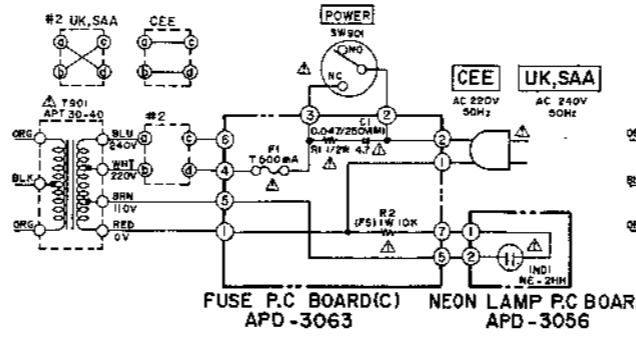 #2 UK,SAA
CEE
a c
b d
a c
b d
POWER
SW901
NO
NC
CEE
UK,SAA
AC 220V
50Hz
AC 240V
50Hz
T901
APT 30-40
#2
ORG
BLK
ORG
BLU
240V
WHT
220V
BRN
110V
RED
0V
a c
b d
6
4
5
1
3
2
F1
T 500mA
C1
0.047/250V(M)
R1 1/2W 4.7
2
1
R2
(FS) 1W 10K
7
5
1
2
IND1
NE-2HH
FUSE P.C BOARD(C)
APD-3063
NEON LAMP P.C BOAR
APD-3056